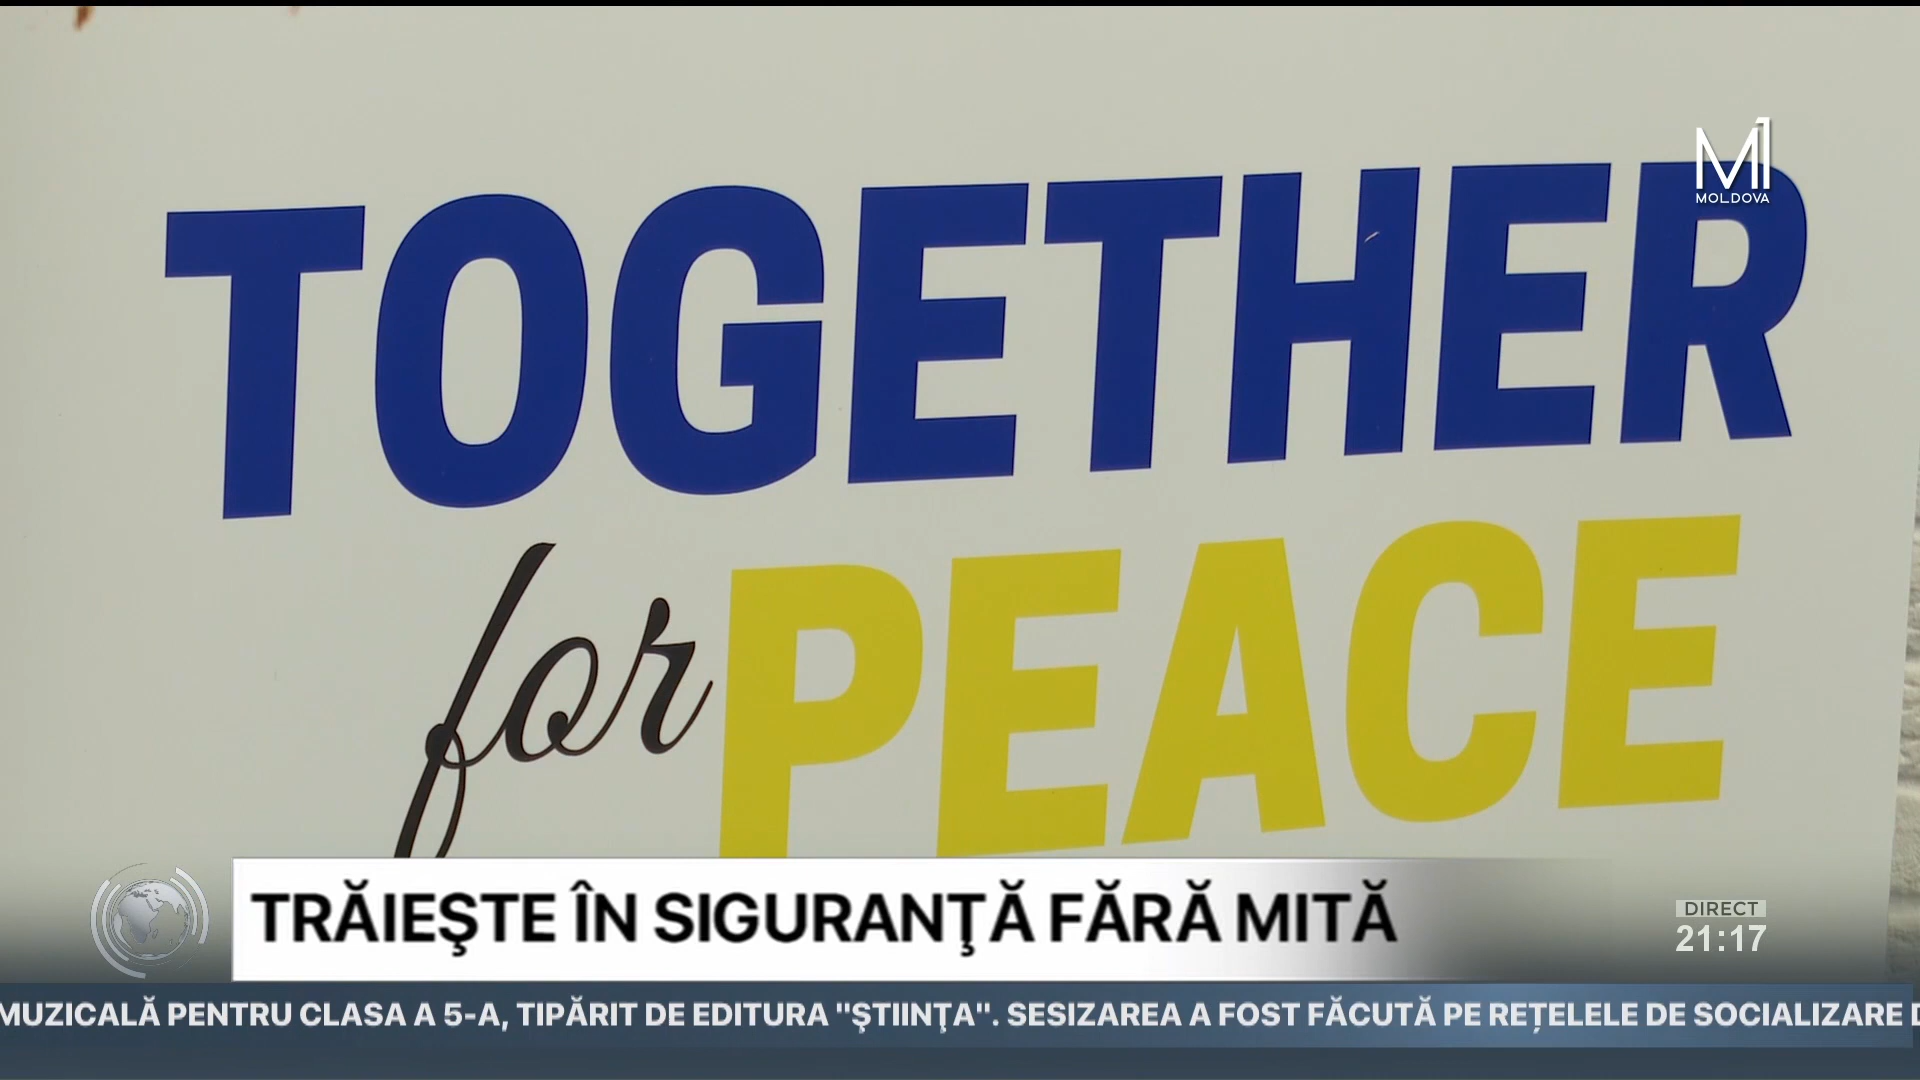 M1
MOLDOVA
TOGETHER
for PEACE
TRĂIEŞTE ÎN SIGURANŢĂ FĂRĂ MITĂ
DIRECT
21:17
MUZICALĂ PENTRU CLASA A 5-A, TIPĂRIT DE EDITURA "ŞTIINŢA". SESIZAREA A FOST FĂCUTĂ PE REȚELELE DE SOCIALIZARE